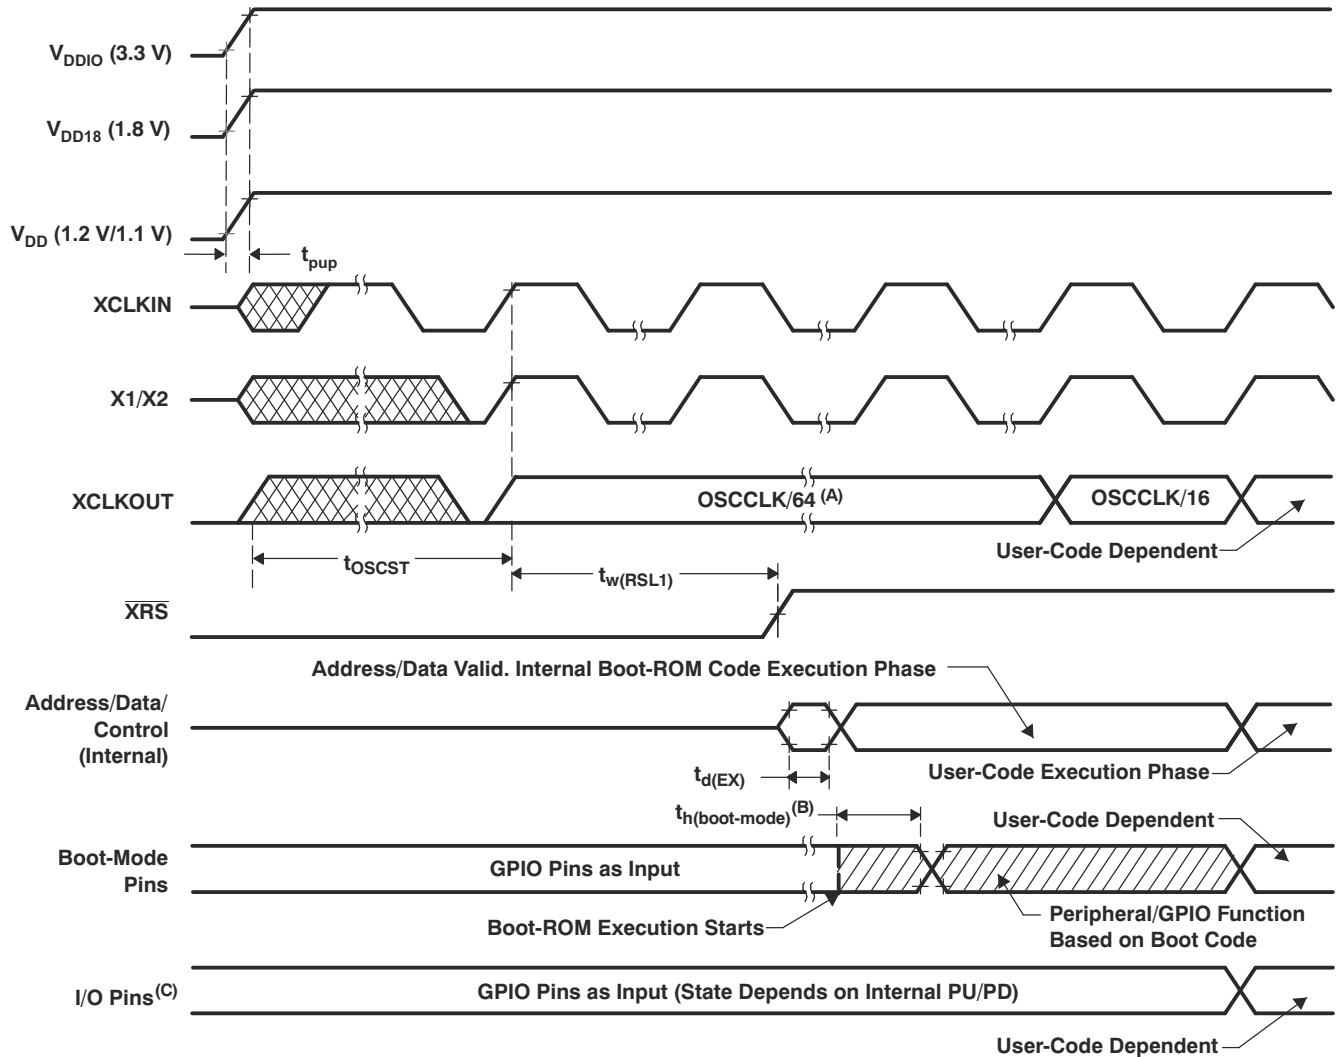 VDDIO (3.3 V)
VDD18 (1.8 V)
VDD (1.2 V/1.1 V)
tpup
XCLKIN
X1/X2
XCLKOUT
OSCCLK/64 (A)
OSCCLK/16
User-Code Dependent
tOSCST
tw(RSL1)
XRS
Address/Data Valid. Internal Boot-ROM Code Execution Phase
Address/Data/
Control
(Internal)
td(EX)
User-Code Execution Phase
th(boot-mode)(B)
User-Code Dependent
Boot-Mode
Pins
GPIO Pins as Input
Boot-ROM Execution Starts
Peripheral/GPIO Function
Based on Boot Code
I/O Pins(C)
GPIO Pins as Input (State Depends on Internal PU/PD)
User-Code Dependent